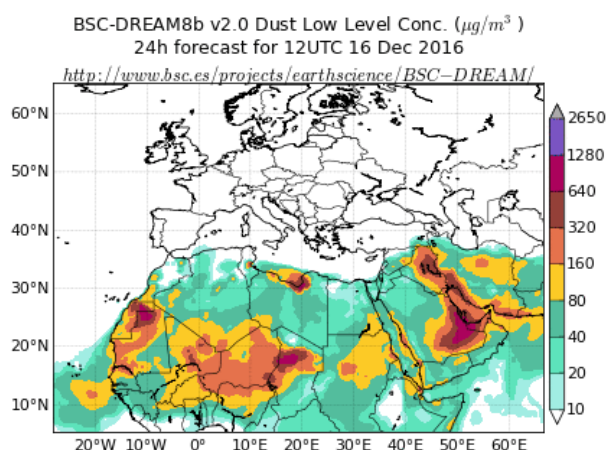 BSC-DREAM8b v2.0 Dust Low Level Conc. (μg/m³ )
24h forecast for 12UTC 16 Dec 2016
http://www.bsc.es/projects/earthscience/BSC−DREAM/
60°N
50°N
40°N
30°N
20°N
10°N
20°W 10°W 0° 10°E 20°E 30°E 40°E 50°E 60°E
2650
1280
640
320
160
80
40
20
10